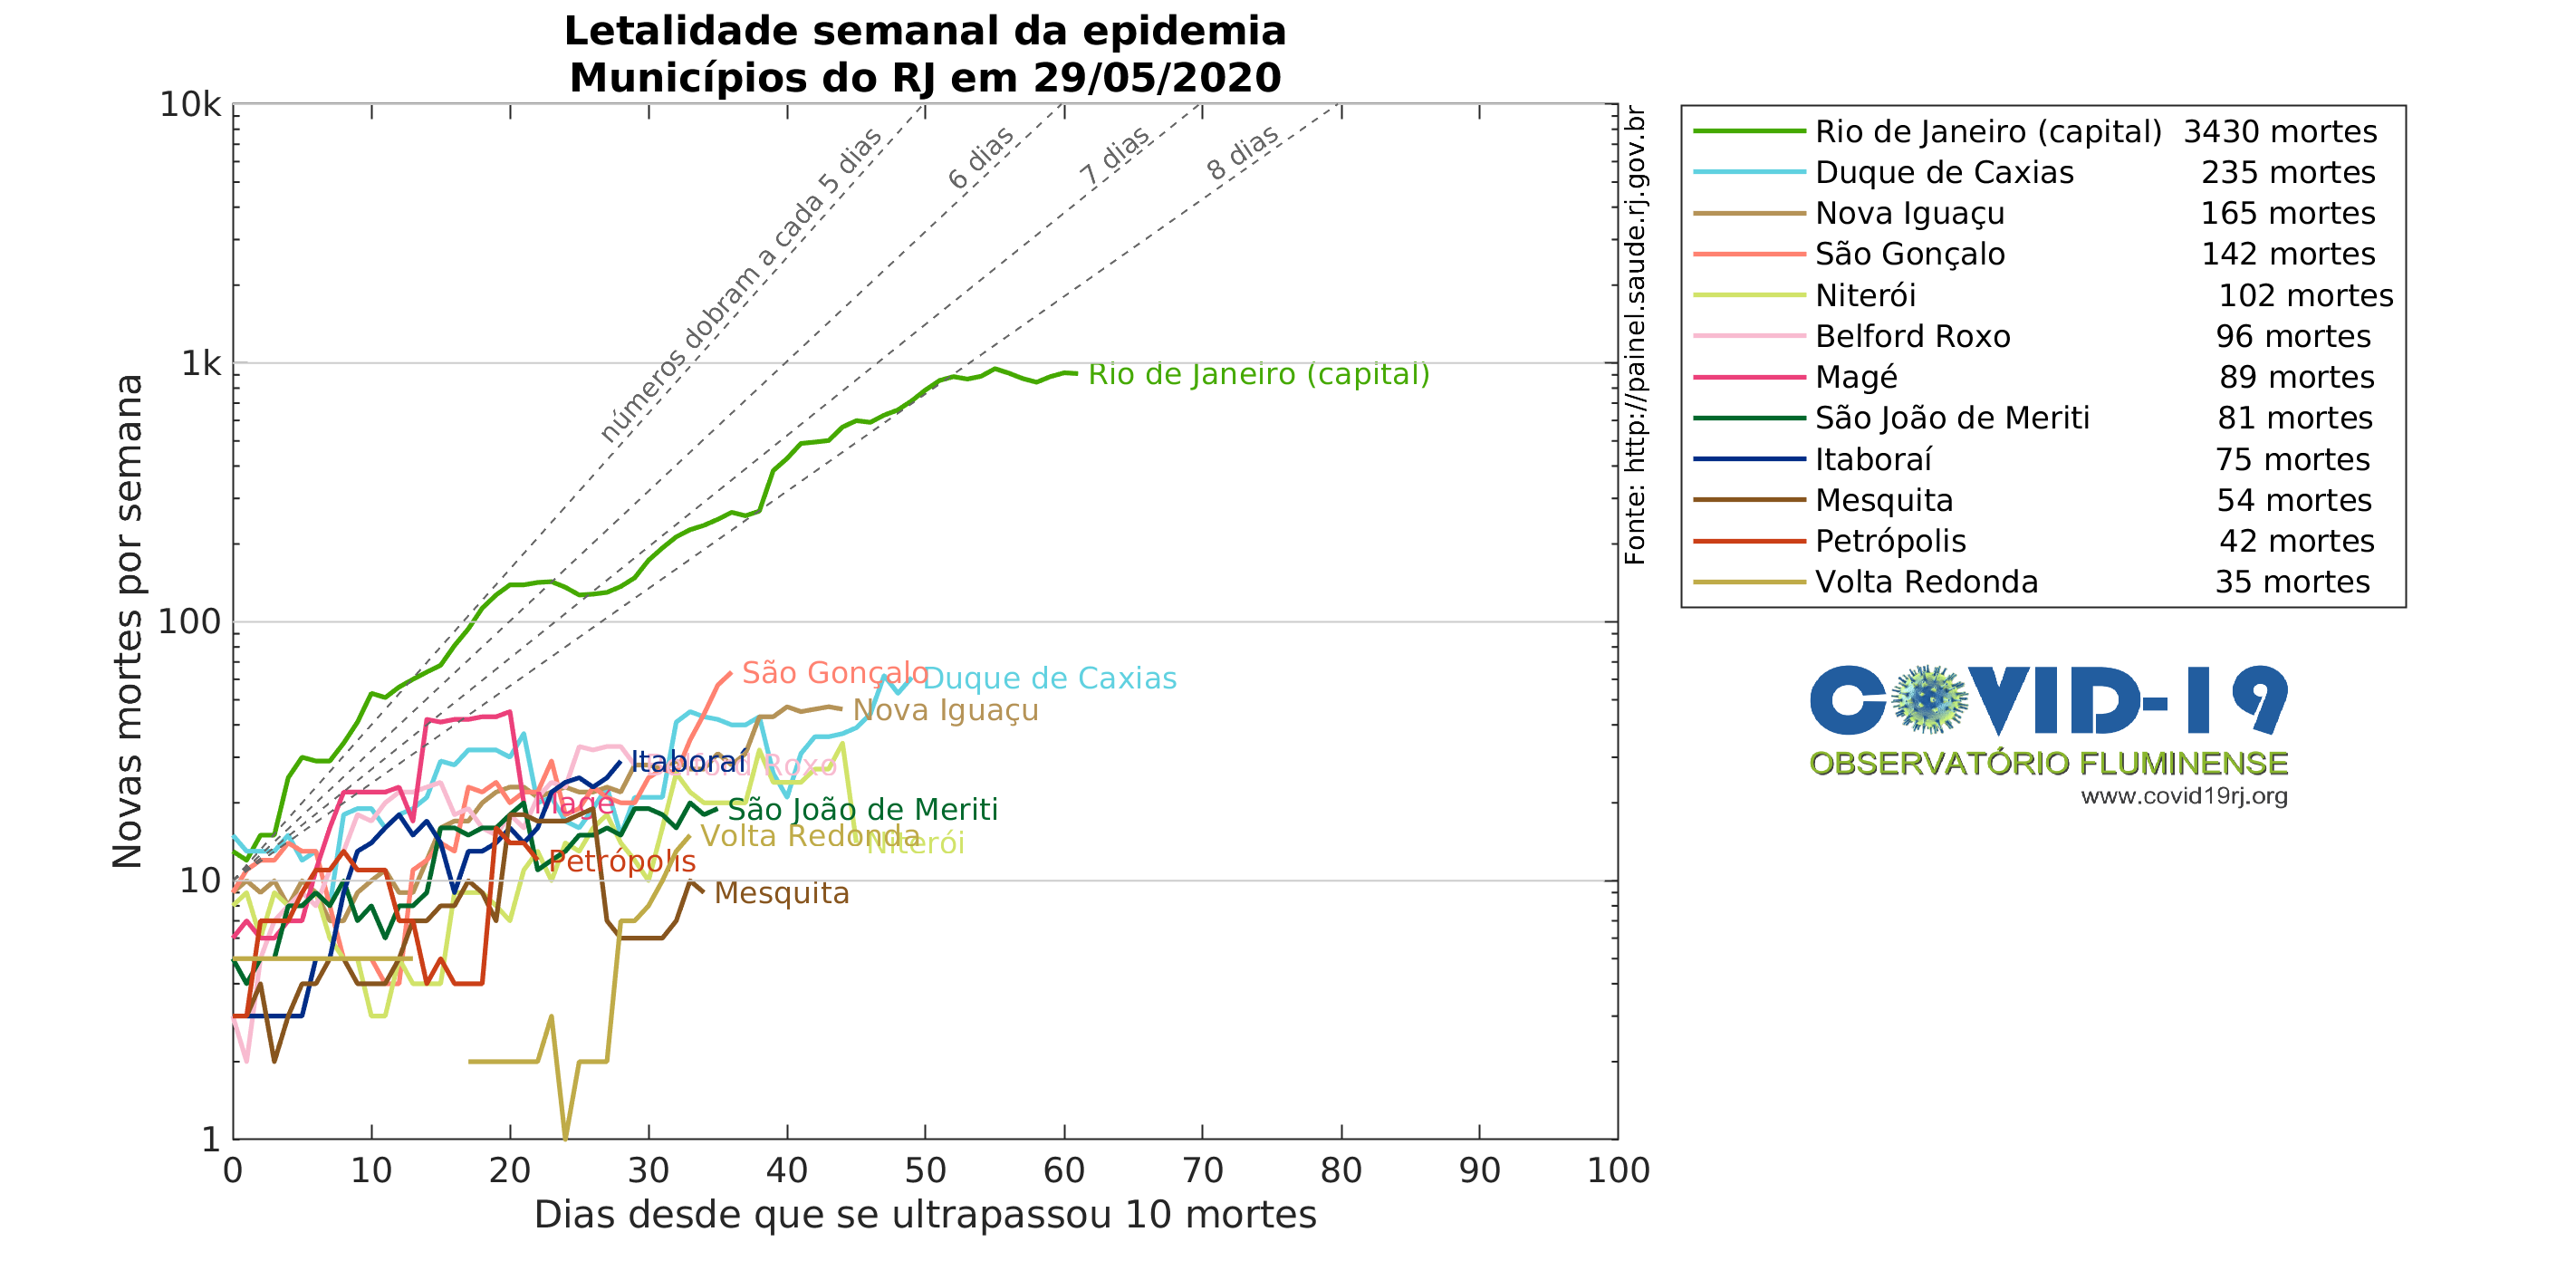 Letalidade semanal da epidemia
Municípios do RJ em 29/05/2020
10k
1k
100
10
1
Novas mortes por semana
0 10 20 30 40 50 60 70 80 90 100
Dias desde que se ultrapassou 10 mortes
números dobram a cada 5 dias
6 dias
7 dias
8 dias
Rio de Janeiro (capital)
São Gonçalo
Duque de Caxias
Nova Iguaçu
Itaboraí
Belford Roxo
Magé
São João de Meriti
Volta Redonda
Niterói
Petrópolis
Mesquita
Fonte: http://painel.saude.rj.gov.br
Rio de Janeiro (capital) 3430 mortes
Duque de Caxias 235 mortes
Nova Iguaçu 165 mortes
São Gonçalo 142 mortes
Niterói 102 mortes
Belford Roxo 96 mortes
Magé 89 mortes
São João de Meriti 81 mortes
Itaboraí 75 mortes
Mesquita 54 mortes
Petrópolis 42 mortes
Volta Redonda 35 mortes
COVID-19
OBSERVATÓRIO FLUMINENSE
www.covid19rj.org